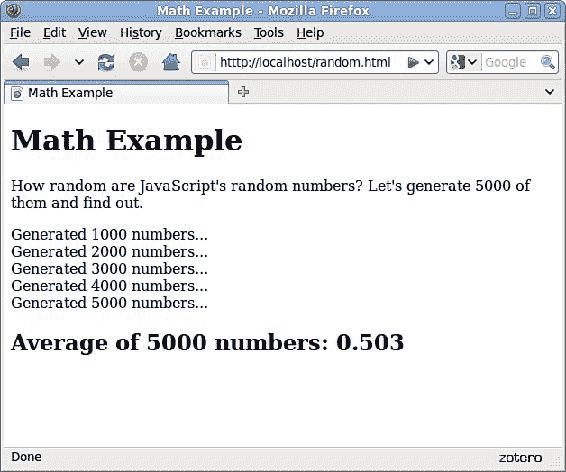 Math Example - Mozilla Firefox
File Edit View History Bookmarks Tools Help
htttp://localhost/random.html
Google
Math Example
Math Example
How random are JavaScript's random numbers? Let's generate 5000 of
them and find out.
Generated 1000 numbers...
Generated 2000 numbers...
Generated 3000 numbers...
Generated 4000 numbers...
Generated 5000 numbers...
Average of 5000 numbers: 0.503
Done
zotero